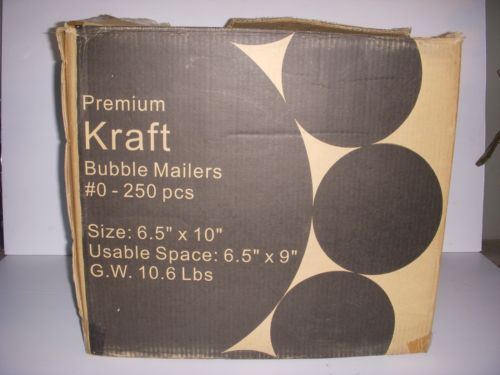 Premium
Kraft
Bubble Mailers
#0 - 250 pcs
Size: 6.5" x 10"
Usable Space: 6.5" x 9"
G.W. 10.6 Lbs